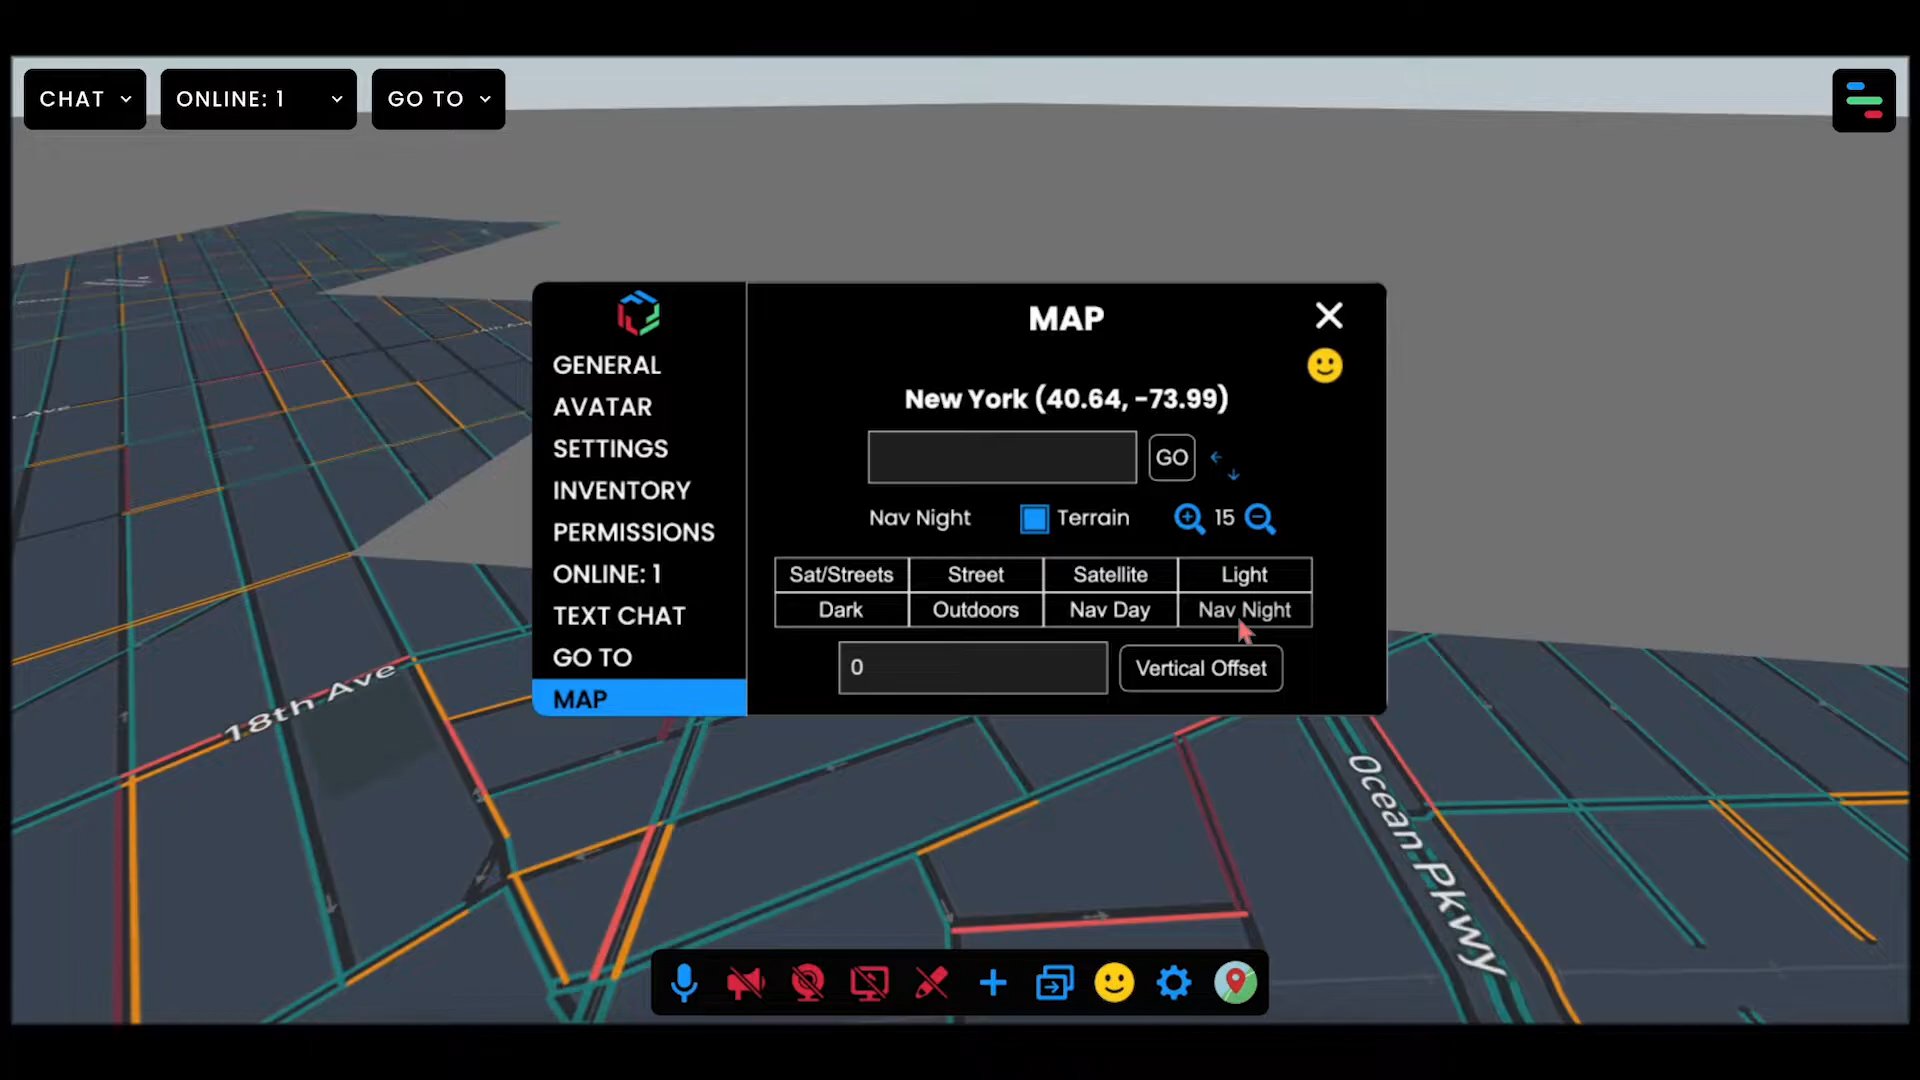 CHAT
ONLINE: 1
GO TO
MAP
GENERAL
AVATAR
SETTINGS
INVENTORY
PERMISSIONS
ONLINE: 1
TEXT CHAT
GO TO
MAP
New York (40.64, -73.99)
GO
Nav Night
Terrain
15
Sat/Streets
Street
Satellite
Light
Dark
Outdoors
Nav Day
Nav Night
0
Vertical Offset
18th Ave
Ocean Pkwy